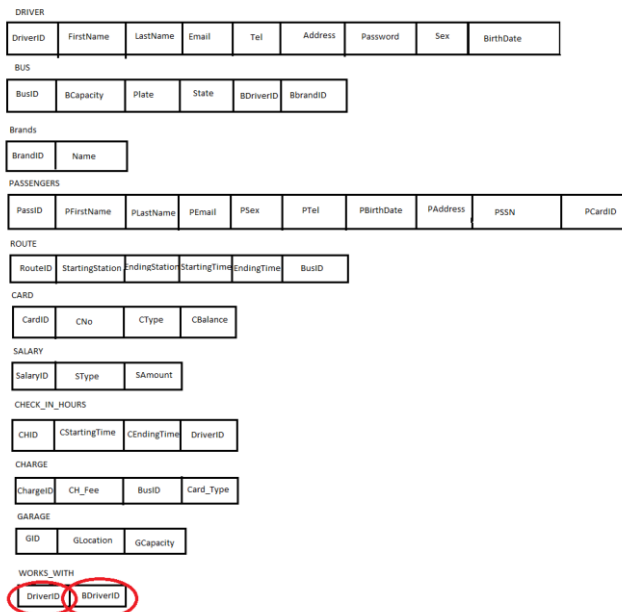 DRIVER
DriverID FirstName LastName Email Tel Address Password Sex BirthDate
BUS
BusID BCapacity Plate State BDriverID BbrandID
Brands
BrandID Name
PASSENGERS
PassID PFirstName PLastName PEmail PSex PTel PBirthDate PAddress PSSN PCardID
ROUTE
RouteID StartingStation EndingStation StartingTime EndingTime BusID
CARD
CardID CNo CType CBalance
SALARY
SalaryID SType SAmount
CHECK_IN_HOURS
CHID CStartingTime CEndingTime DriverID
CHARGE
ChargeID CH_Fee BusID Card_Type
GARAGE
GID GLocation GCapacity
WORKS_WITH
DriverID BDriverID